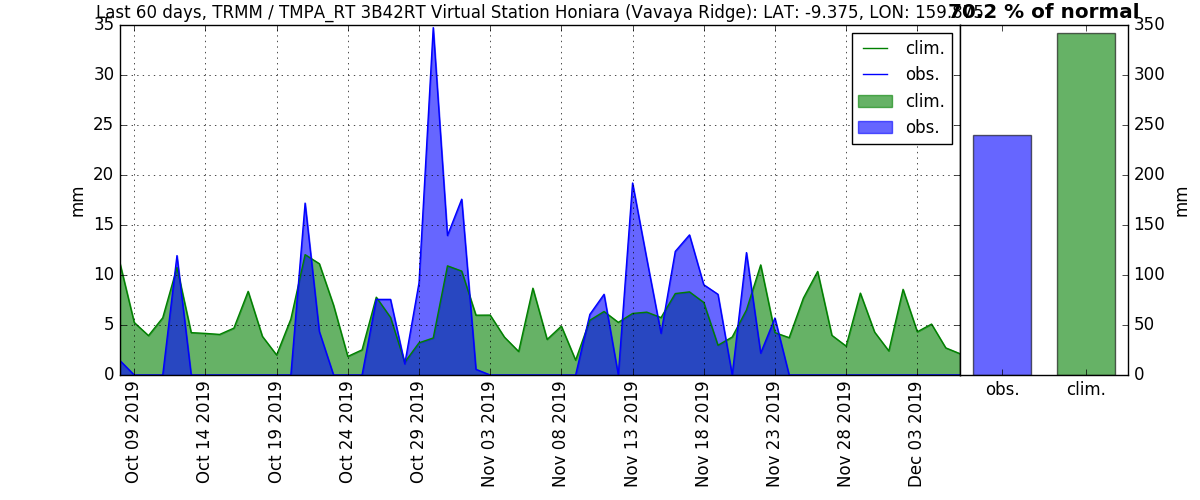 Last 60 days, TRMM / TMPA_RT 3B42RT Virtual Station Honiara (Vavaya Ridge): LAT: -9.375, LON: 159.875
70.2 % of normal
clim.
obs.
clim.
obs.
mm
35
30
25
20
15
10
5
0
Oct 09 2019
Oct 14 2019
Oct 19 2019
Oct 24 2019
Oct 29 2019
Nov 03 2019
Nov 08 2019
Nov 13 2019
Nov 18 2019
Nov 23 2019
Nov 28 2019
Dec 03 2019
350
300
250
200
150
100
50
0
mm
obs.
clim.